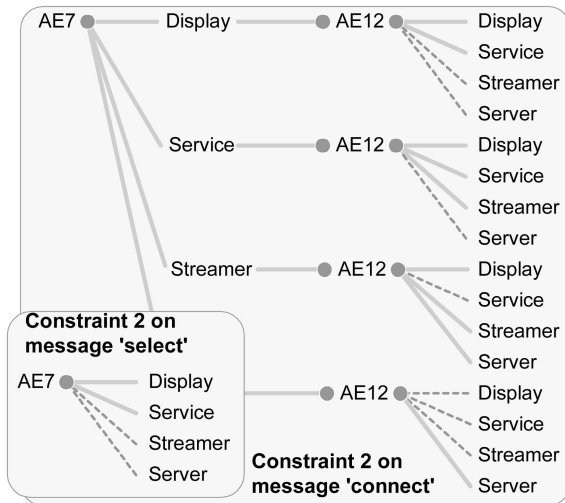 AE7 Display AE12 Display
Service
Streamer
Server
Service AE12 Display
Service
Streamer
Server
Streamer AE12 Display
Service
Streamer
Server
AE12 Display
Service
Streamer
Server
Constraint 2 on
message 'select'
AE7 Display
Service
Streamer
Server
Constraint 2 on
message 'connect'